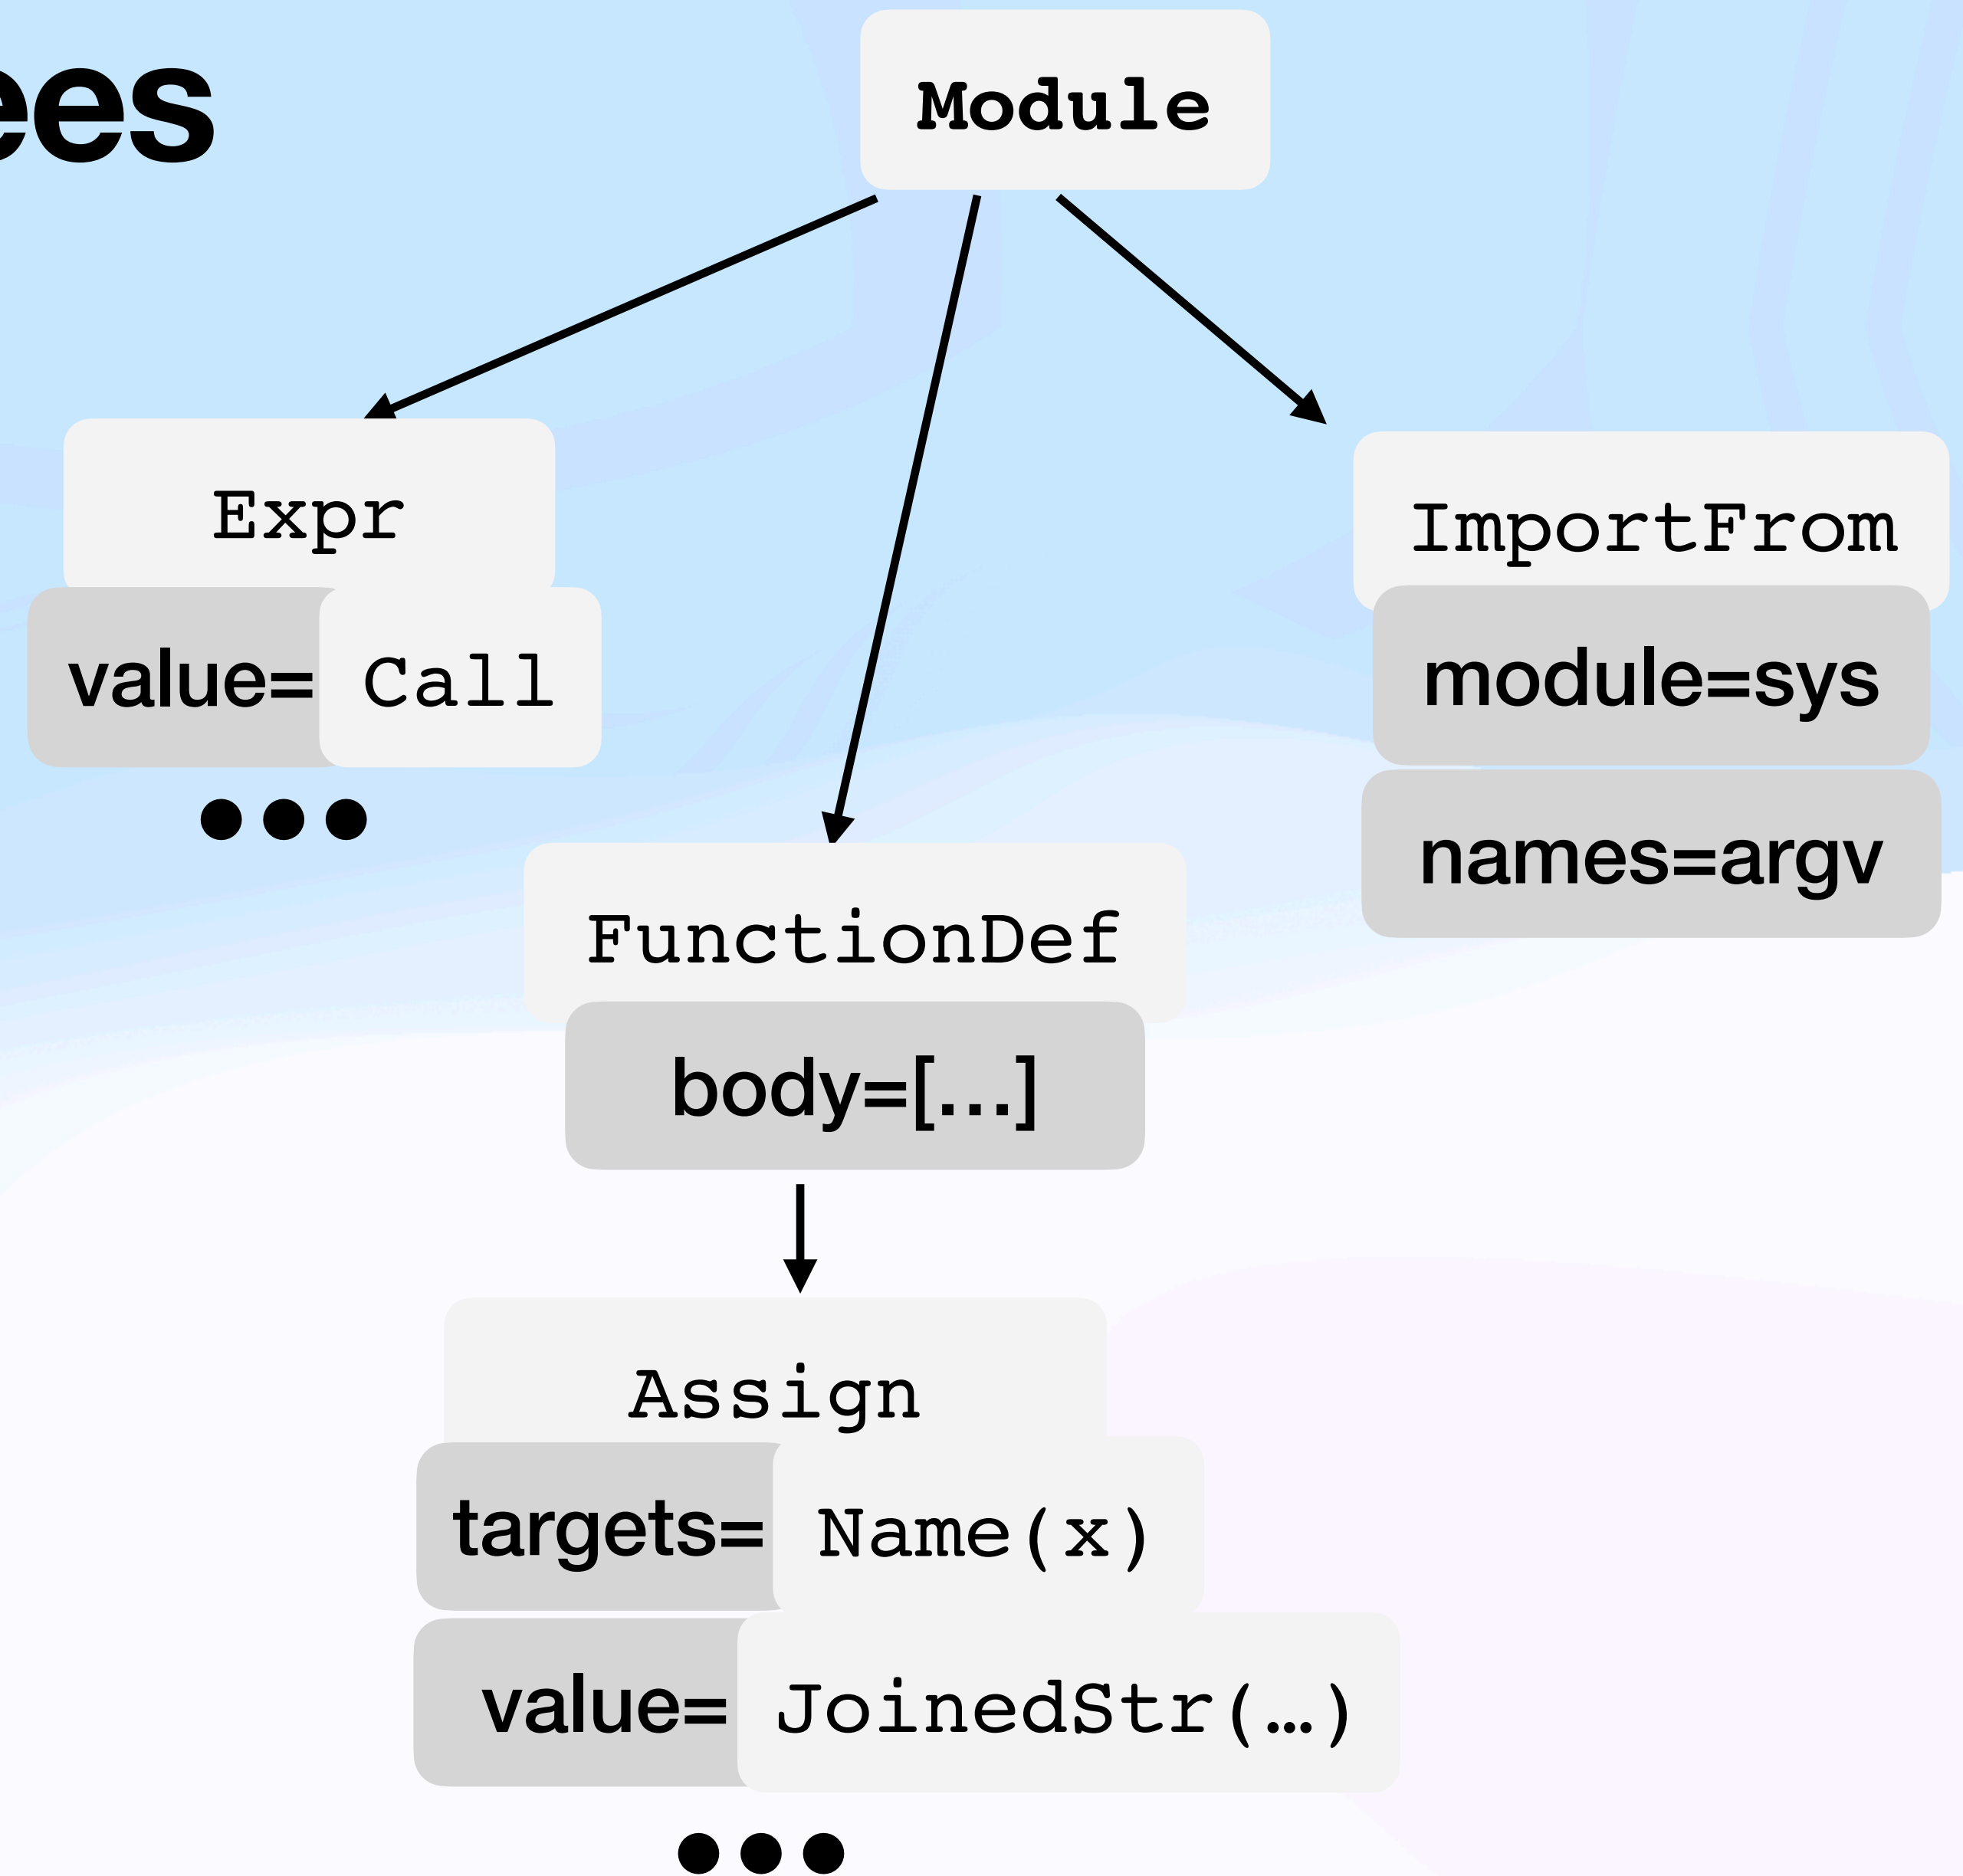 ees
Module
Expr
value= Call
•••
ImportFrom
module=sys
names=argv
FunctionDef
body=[…]
Assign
targets= Name(x)
value= JoinedStr(…)
•••